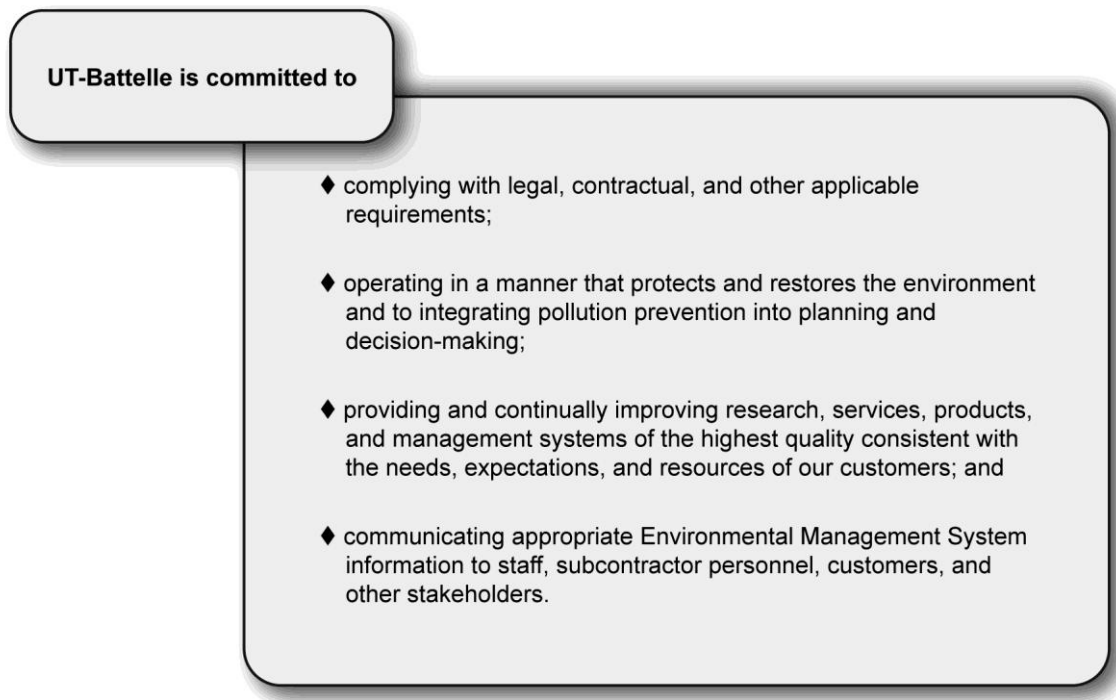 UT-Battelle is committed to
♦ complying with legal, contractual, and other applicable
requirements;
♦ operating in a manner that protects and restores the environment
and to integrating pollution prevention into planning and
decision-making;
♦ providing and continually improving research, services, products,
and management systems of the highest quality consistent with
the needs, expectations, and resources of our customers; and
♦ communicating appropriate Environmental Management System
information to staff, subcontractor personnel, customers, and
other stakeholders.